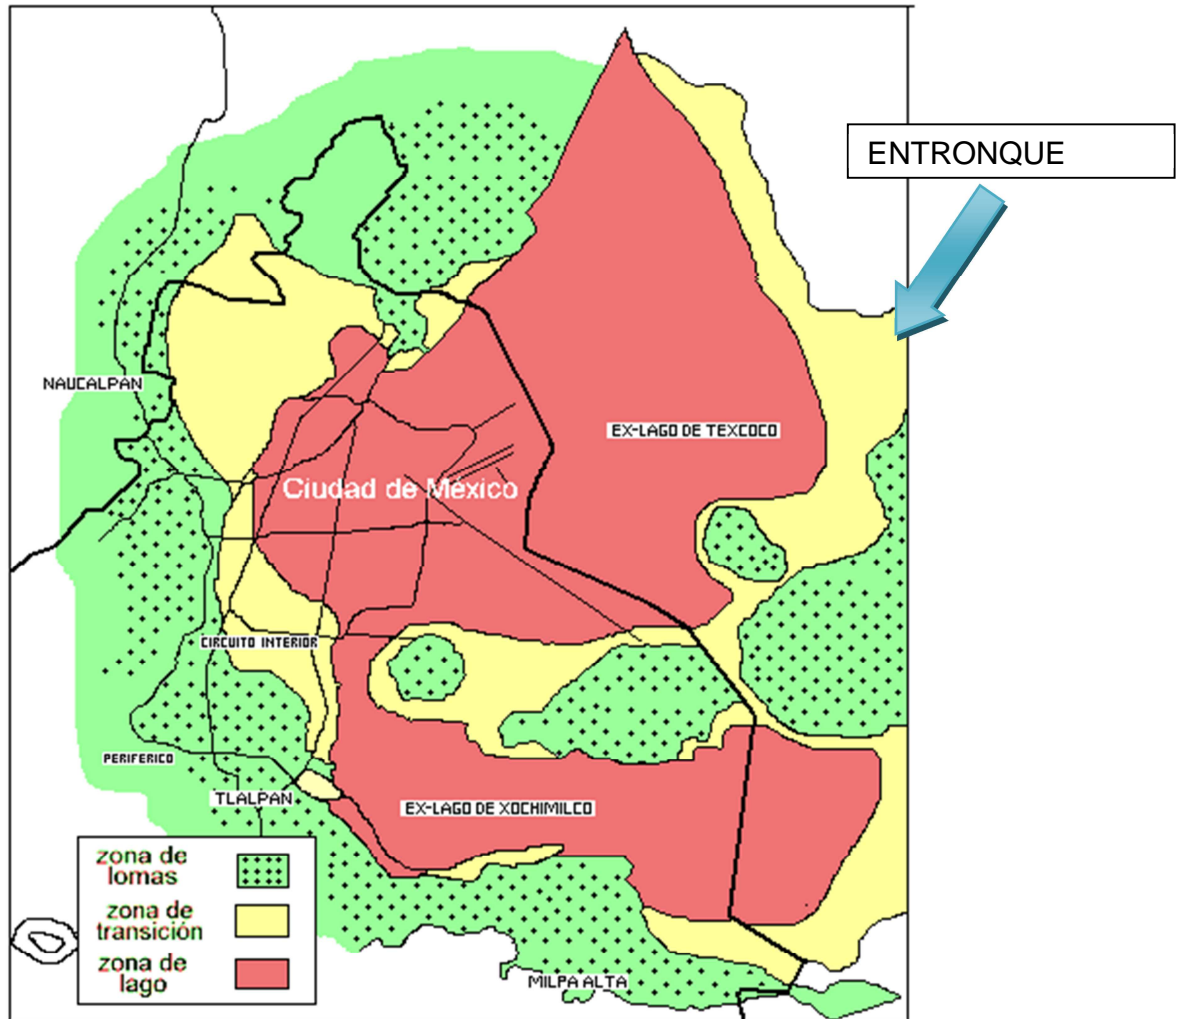 ENTRONQUE
NAUCALPAN
EX-LAGO DE TEXCOCO
Ciudad de México
CIRCUITO INTERIOR
PERIFERICO
TLALPAN
EX-LAGO DE XOCHIMILCO
zona de
lomas
zona de
transición
zona de
lago
MILPA ALTA